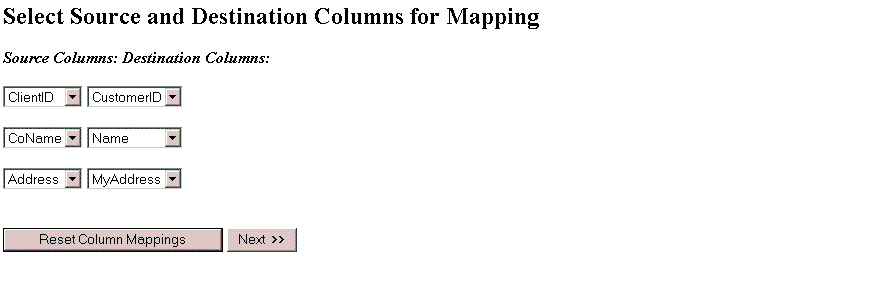 Select Source and Destination Columns for Mapping
Source Columns: Destination Columns:
ClientID CustomerID
CoName Name
Address MyAddress
Reset Column Mappings Next >>